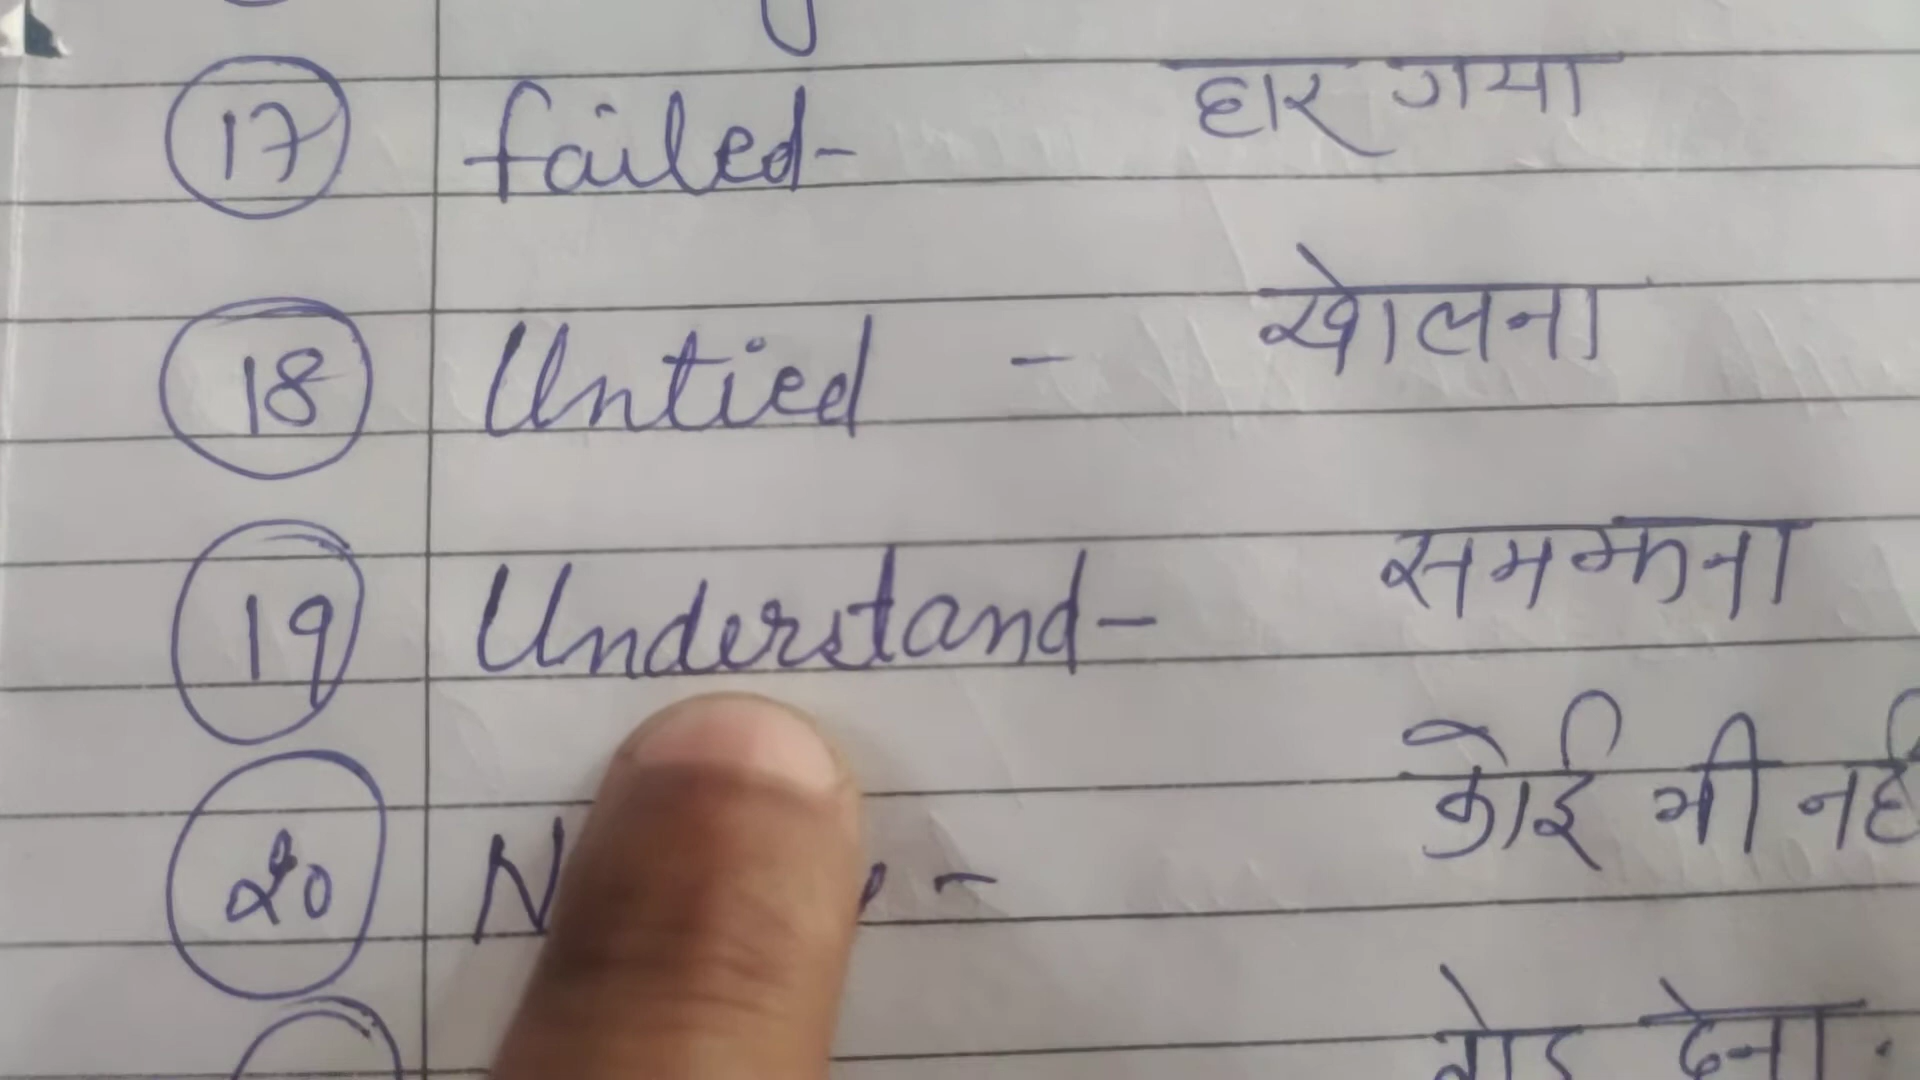 17 failed- हार गया
18 Untied - खोलना
19 Understand- समझना
20 कोई भी
देना